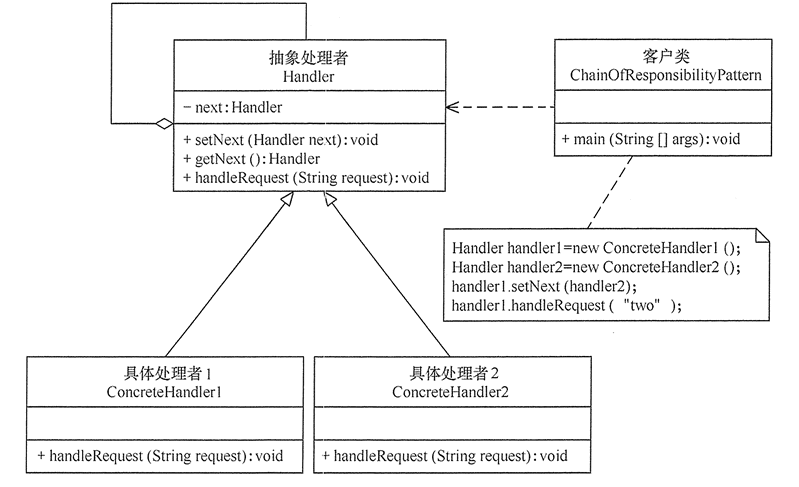 抽象处理者
Handler
- next:Handler
+ setNext (Handler next):void
+ getNext ():Handler
+ handleRequest (String request):void
客户类
ChainOfResponsibilityPattern
+ main (String [] args):void
Handler handler1=new ConcreteHandler1 ();
Handler handler2=new ConcreteHandler2 ();
handler1.setNext (handler2);
handler1.handleRequest ( "two" );
具体处理者1
ConcreteHandler1
+ handleRequest (String request):void
具体处理者2
ConcreteHandler2
+ handleRequest (String request):void